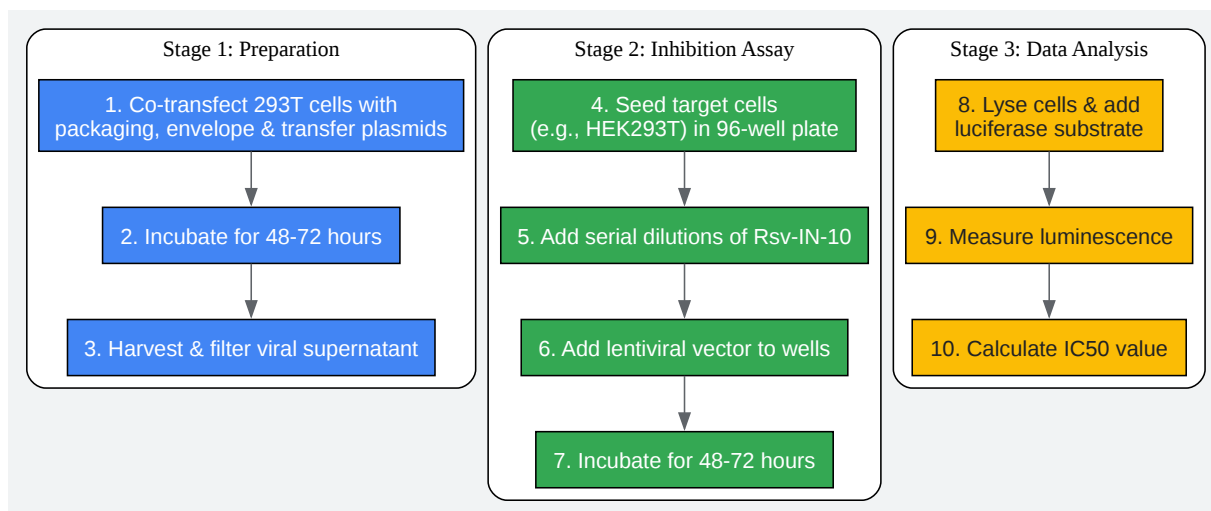 Stage 1: Preparation
1. Co-transfect 293T cells with
packaging, envelope & transfer plasmids
2. Incubate for 48-72 hours
3. Harvest & filter viral supernatant
Stage 2: Inhibition Assay
4. Seed target cells
(e.g., HEK293T) in 96-well plate
5. Add serial dilutions of Rsv-IN-10
6. Add lentiviral vector to wells
7. Incubate for 48-72 hours
Stage 3: Data Analysis
8. Lyse cells & add
luciferase substrate
9. Measure luminescence
10. Calculate IC50 value